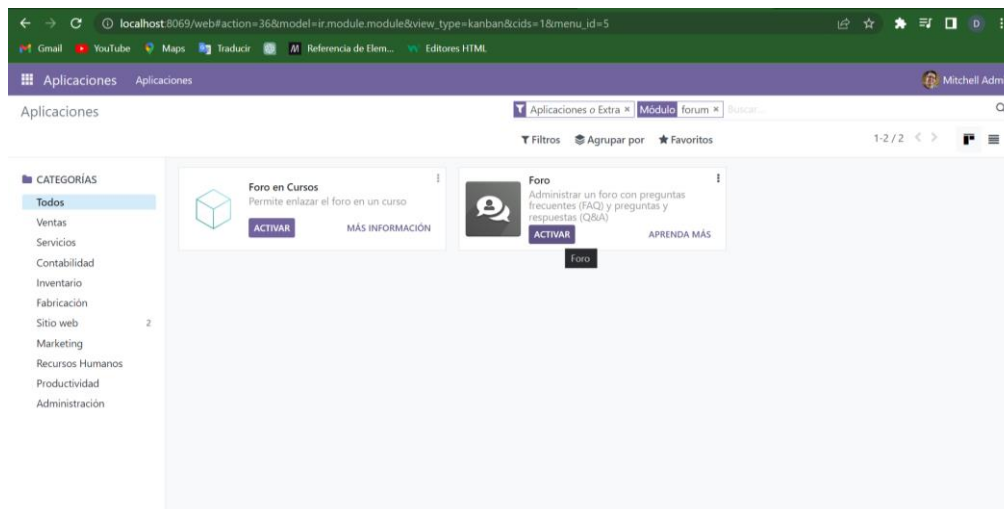 localhost:8069/web#action=36&model=ir.module.module&view_type=kanban&cids=1&menu_id=5
D
Gmail YouTube Maps Traducir M Referencia de Elem... Editores HTML
Aplicaciones Aplicaciones Mitchell Adm
Aplicaciones
Aplicaciones o Extra × Módulo forum × Buscar...
Filtros Agrupar por Favoritos 1-2 / 2
CATEGORÍAS
Todos
Ventas
Servicios
Contabilidad
Inventario
Fabricación
Sitio web 2
Marketing
Recursos Humanos
Productividad
Administración
Foro en Cursos
Permite enlazar el foro en un curso
ACTIVAR MÁS INFORMACIÓN
Foro
Administrar un foro con preguntas
frecuentes (FAQ) y preguntas y
respuestas (Q&A)
ACTIVAR APRENDA MÁS
Foro